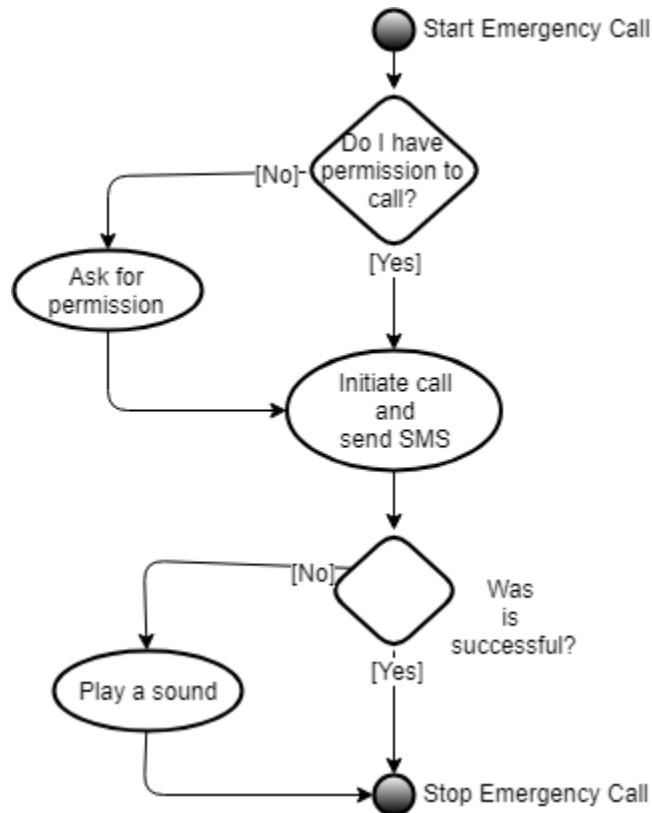 Start Emergency Call
Do I have
permission to
call?
[No]
[Yes]
Ask for
permission
Initiate call
and
send SMS
[No]
Was
is
successful?
[Yes]
Play a sound
Stop Emergency Call